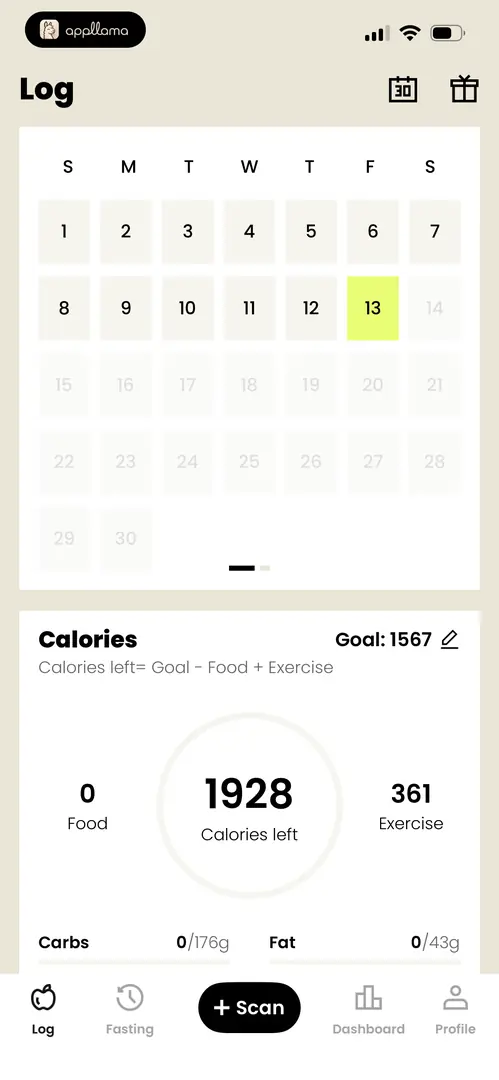 appllama
Log
30
S M T W T F S
1 2 3 4 5 6 7
8 9 10 11 12 13 14
15 16 17 18 19 20 21
22 23 24 25 26 27 28
29 30
Calories
Goal: 1567
Calories left= Goal - Food + Exercise
0
Food
1928
Calories left
361
Exercise
Carbs 0/176g
Fat 0/43g
Log
Fasting
+ Scan
Dashboard
Profile